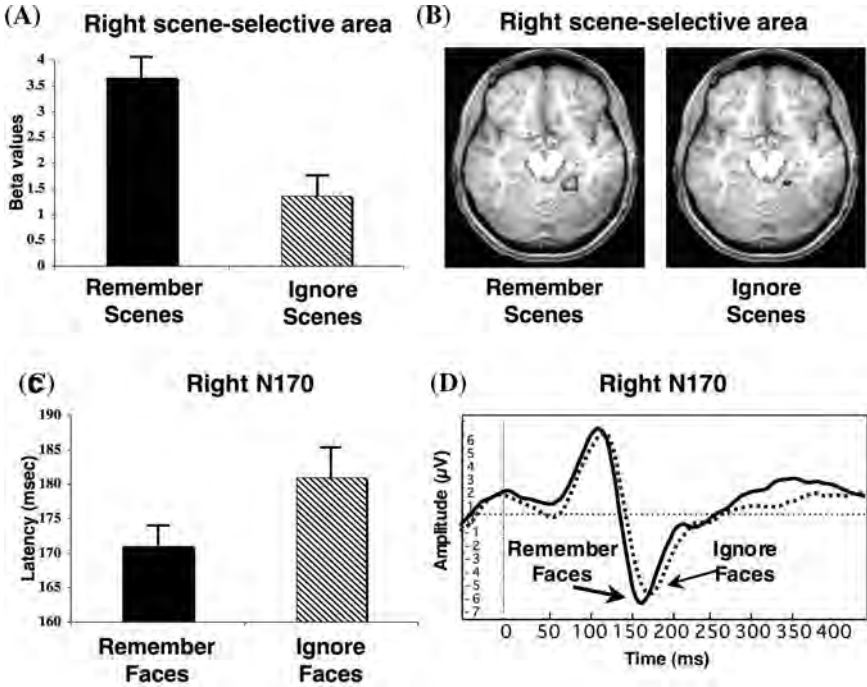 (A) Right scene-selective area
4
3.5
3
2.5
2
1.5
1
0.5
0
Beta values
Remember
Scenes
Ignore
Scenes
(B) Right scene-selective area
Remember
Scenes
Ignore
Scenes
(C) Right N170
190
185
180
175
170
165
160
Latency (msec)
Remember
Faces
Ignore
Faces
(D) Right N170
6
5
4
3
2
1
-1
-2
-3
-4
-5
-6
-7
Amplitude (µV)
Remember
Faces
Ignore
Faces
0 50 100 150 200 250 300 350 400
Time (ms)